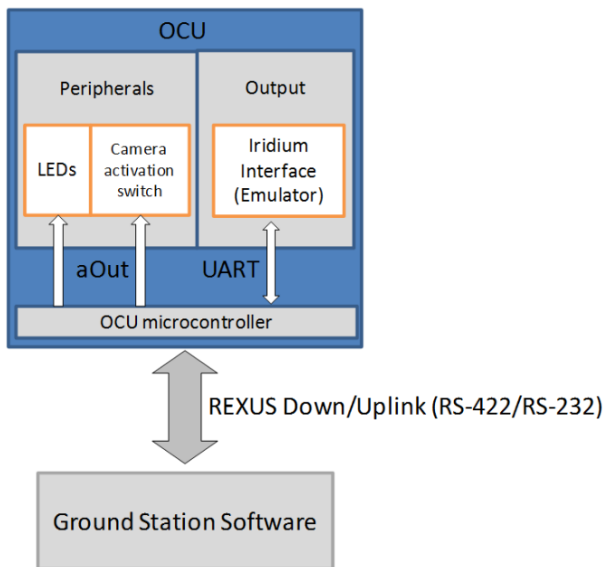 OCU
Peripherals
Output
LEDs
Camera
activation
switch
Iridium
Interface
(Emulator)
aOut
UART
OCU microcontroller
REXUS Down/Uplink (RS-422/RS-232)
Ground Station Software